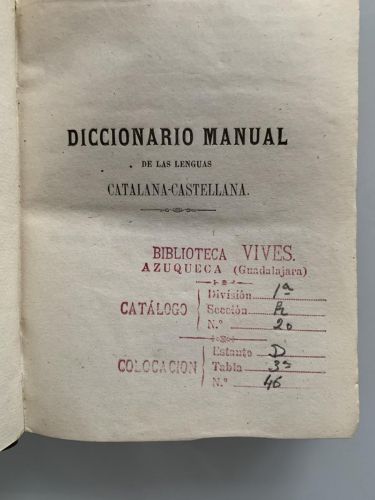 DICCIONARIO MANUAL
DE LAS LENGUAS
CATALANA-CASTELLANA.
BIBLIOTECA VIVES.
AZUQUECA (Guadalajara)
CATÁLOGO
División 1ª
Sección R
N.º 20
COLOCACION
Estante D
Tabla 3ª
N.º 46